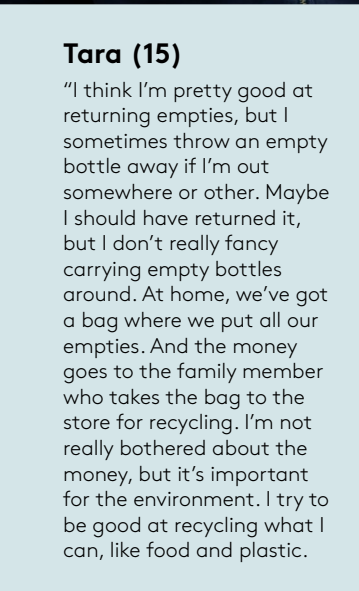 Tara (15)
“I think I’m pretty good at
returning empties, but I
sometimes throw an empty
bottle away if I’m out
somewhere or other. Maybe
I should have returned it,
but I don’t really fancy
carrying empty bottles
around. At home, we’ve got
a bag where we put all our
empties. And the money
goes to the family member
who takes the bag to the
store for recycling. I’m not
really bothered about the
money, but it’s important
for the environment. I try to
be good at recycling what I
can, like food and plastic.